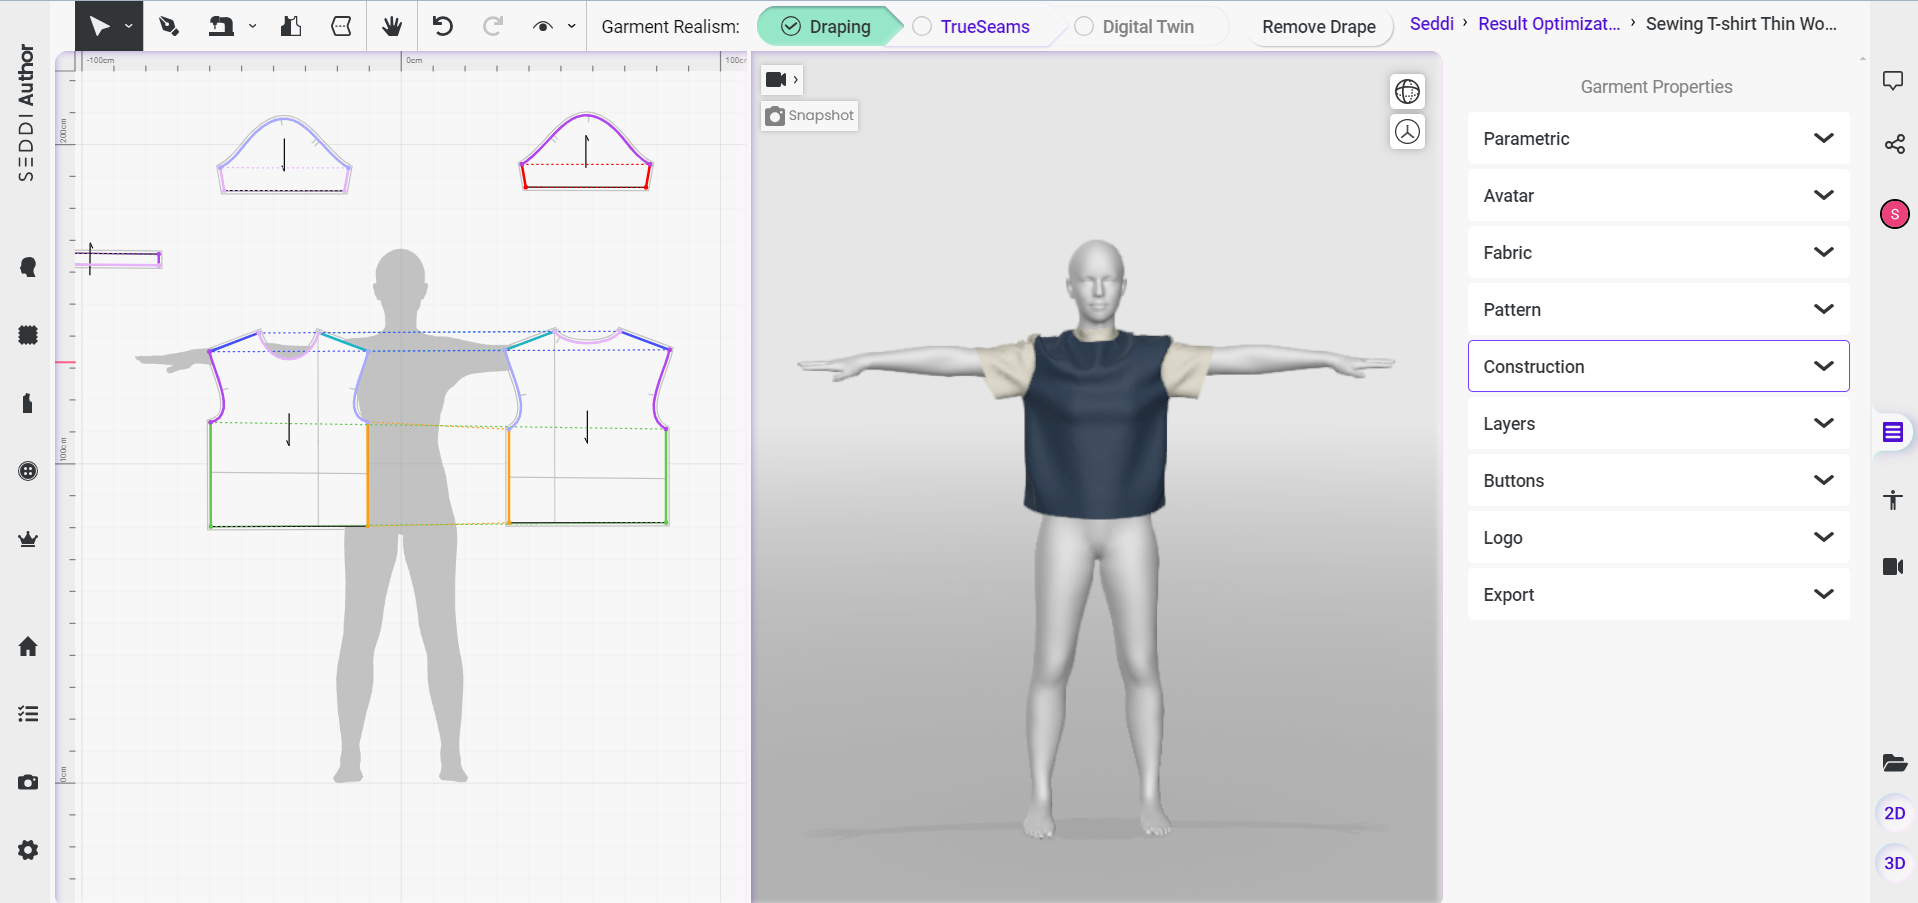 SEDDI Author
Garment Realism:
Draping
TrueSeams
Digital Twin
Remove Drape
Seddi › Result Optimizat... › Sewing T-shirt Thin Wo...
-100cm
0cm
100cm
200cm
100cm
0cm
Snapshot
Garment Properties
Parametric
Avatar
Fabric
Pattern
Construction
Layers
Buttons
Logo
Export
S
2D
3D